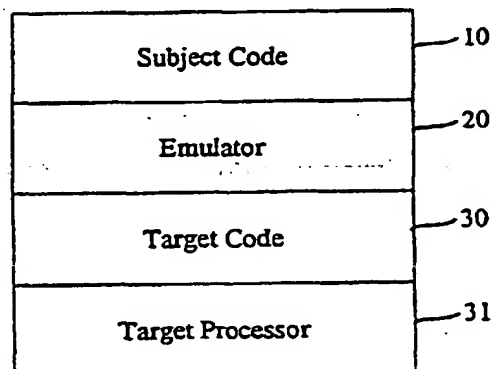 Subject Code 10
Emulator 20
Target Code 30
Target Processor 31